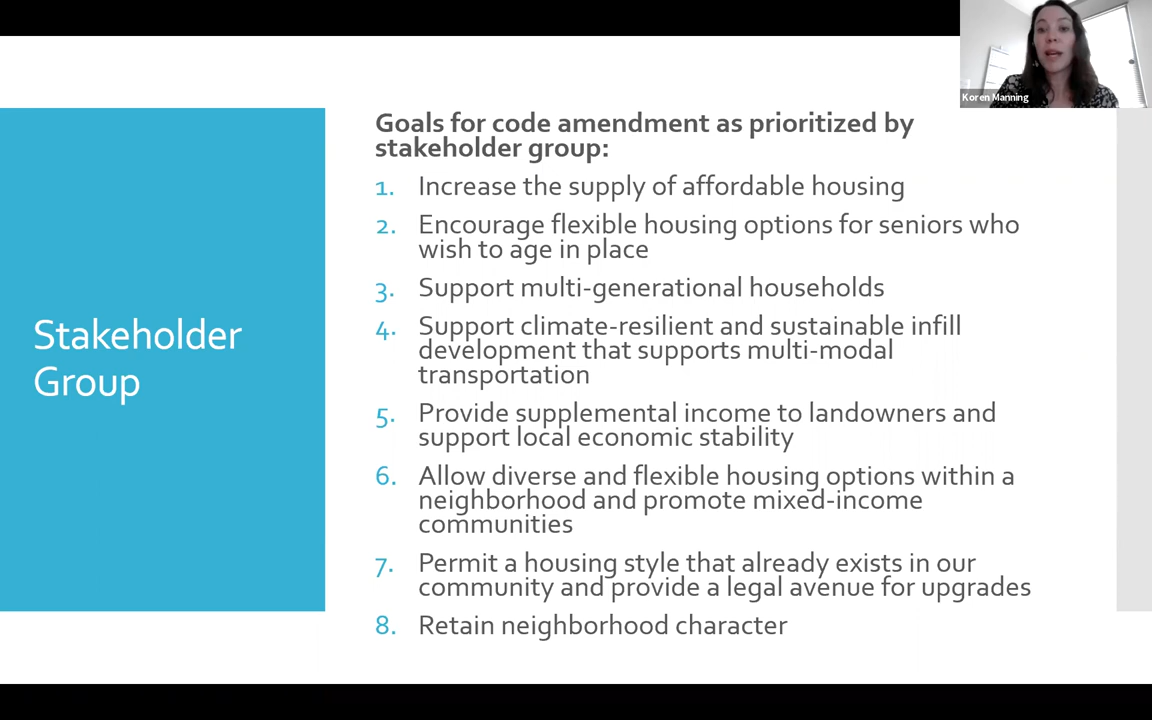 Koren Manning
Goals for code amendment as prioritized by
stakeholder group:
1. Increase the supply of affordable housing
2. Encourage flexible housing options for seniors who
wish to age in place
3. Support multi-generational households
4. Support climate-resilient and sustainable infill
development that supports multi-modal
transportation
5. Provide supplemental income to landowners and
support local economic stability
6. Allow diverse and flexible housing options within a
neighborhood and promote mixed-income
communities
7. Permit a housing style that already exists in our
community and provide a legal avenue for upgrades
8. Retain neighborhood character
Stakeholder
Group